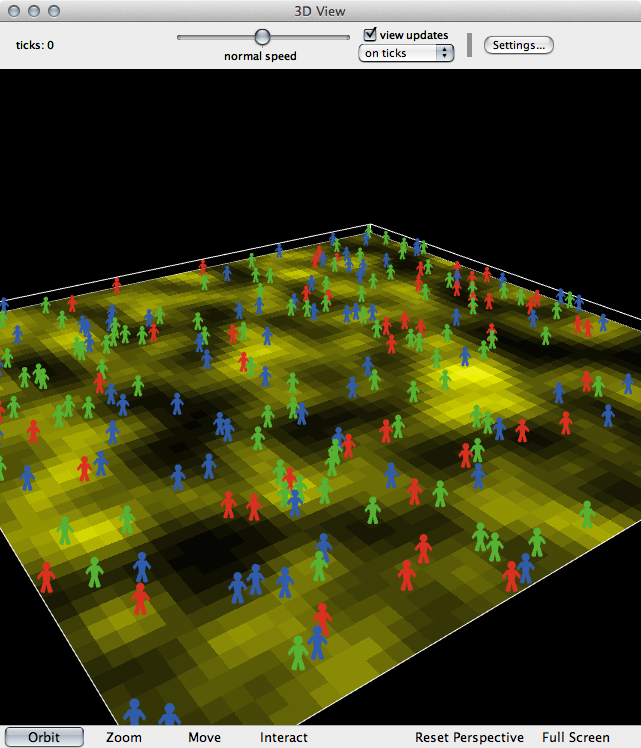 3D View
ticks: 0
normal speed
view updates
on ticks
Settings...
Orbit Zoom Move Interact Reset Perspective Full Screen